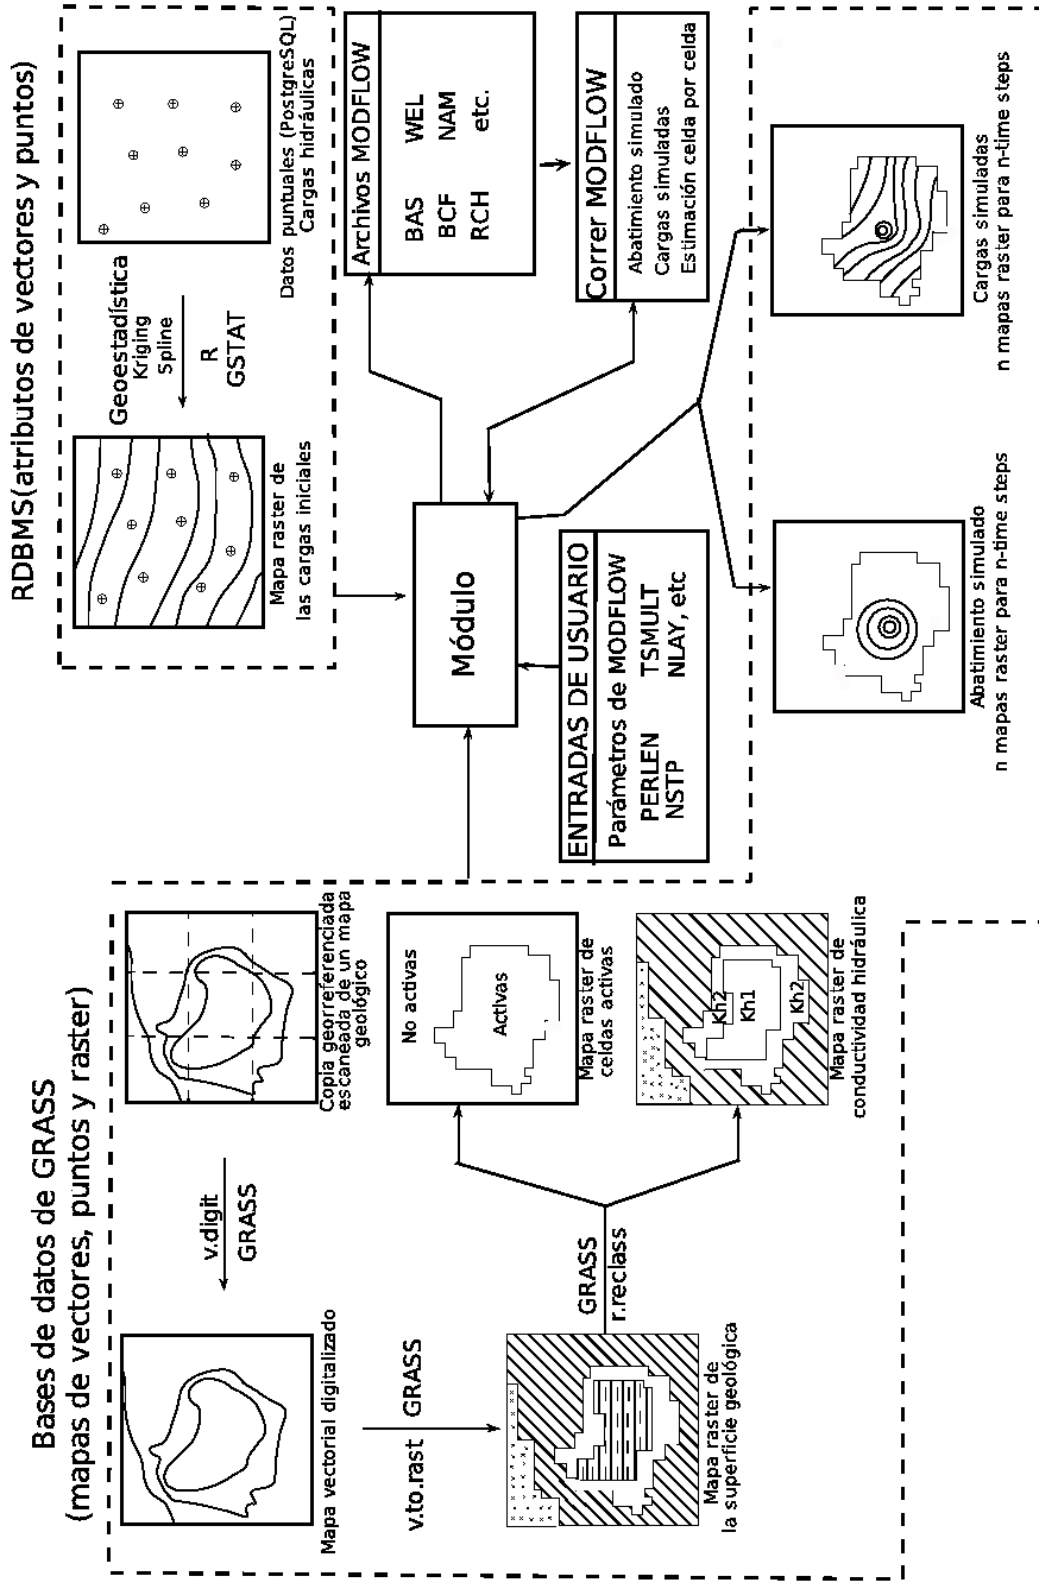 Bases de datos de GRASS
(mapas de vectores, puntos y raster)
Copia georreferenciada
escaneada de un mapa
geológico
v.digit
GRASS
Mapa vectorial digitalizado
v.to.rast GRASS
Mapa raster de
la superficie geológica
GRASS
r.reclass
No activas
Activas
Mapa raster de
celdas activas
Kh2
Kh1
Kh2
Mapa raster de
conductividad hidráulica
RDBMS(atributos de vectores y puntos)
Datos puntuales (PostgreSQL)
Cargas hidráulicas
Geoestadística
Kriging
Spline
R
GSTAT
Mapa raster de
las cargas iniciales
Módulo
ENTRADAS DE USUARIO
Parámetros de MODFLOW
PERLEN TSMULT
NSTP NLAY, etc
Archivos MODFLOW
BAS WEL
BCF NAM
RCH etc.
Correr MODFLOW
Abatimiento simulado
Cargas simuladas
Estimación celda por celda
Abatimiento simulado
n mapas raster para n-time steps
Cargas simuladas
n mapas raster para n-time steps